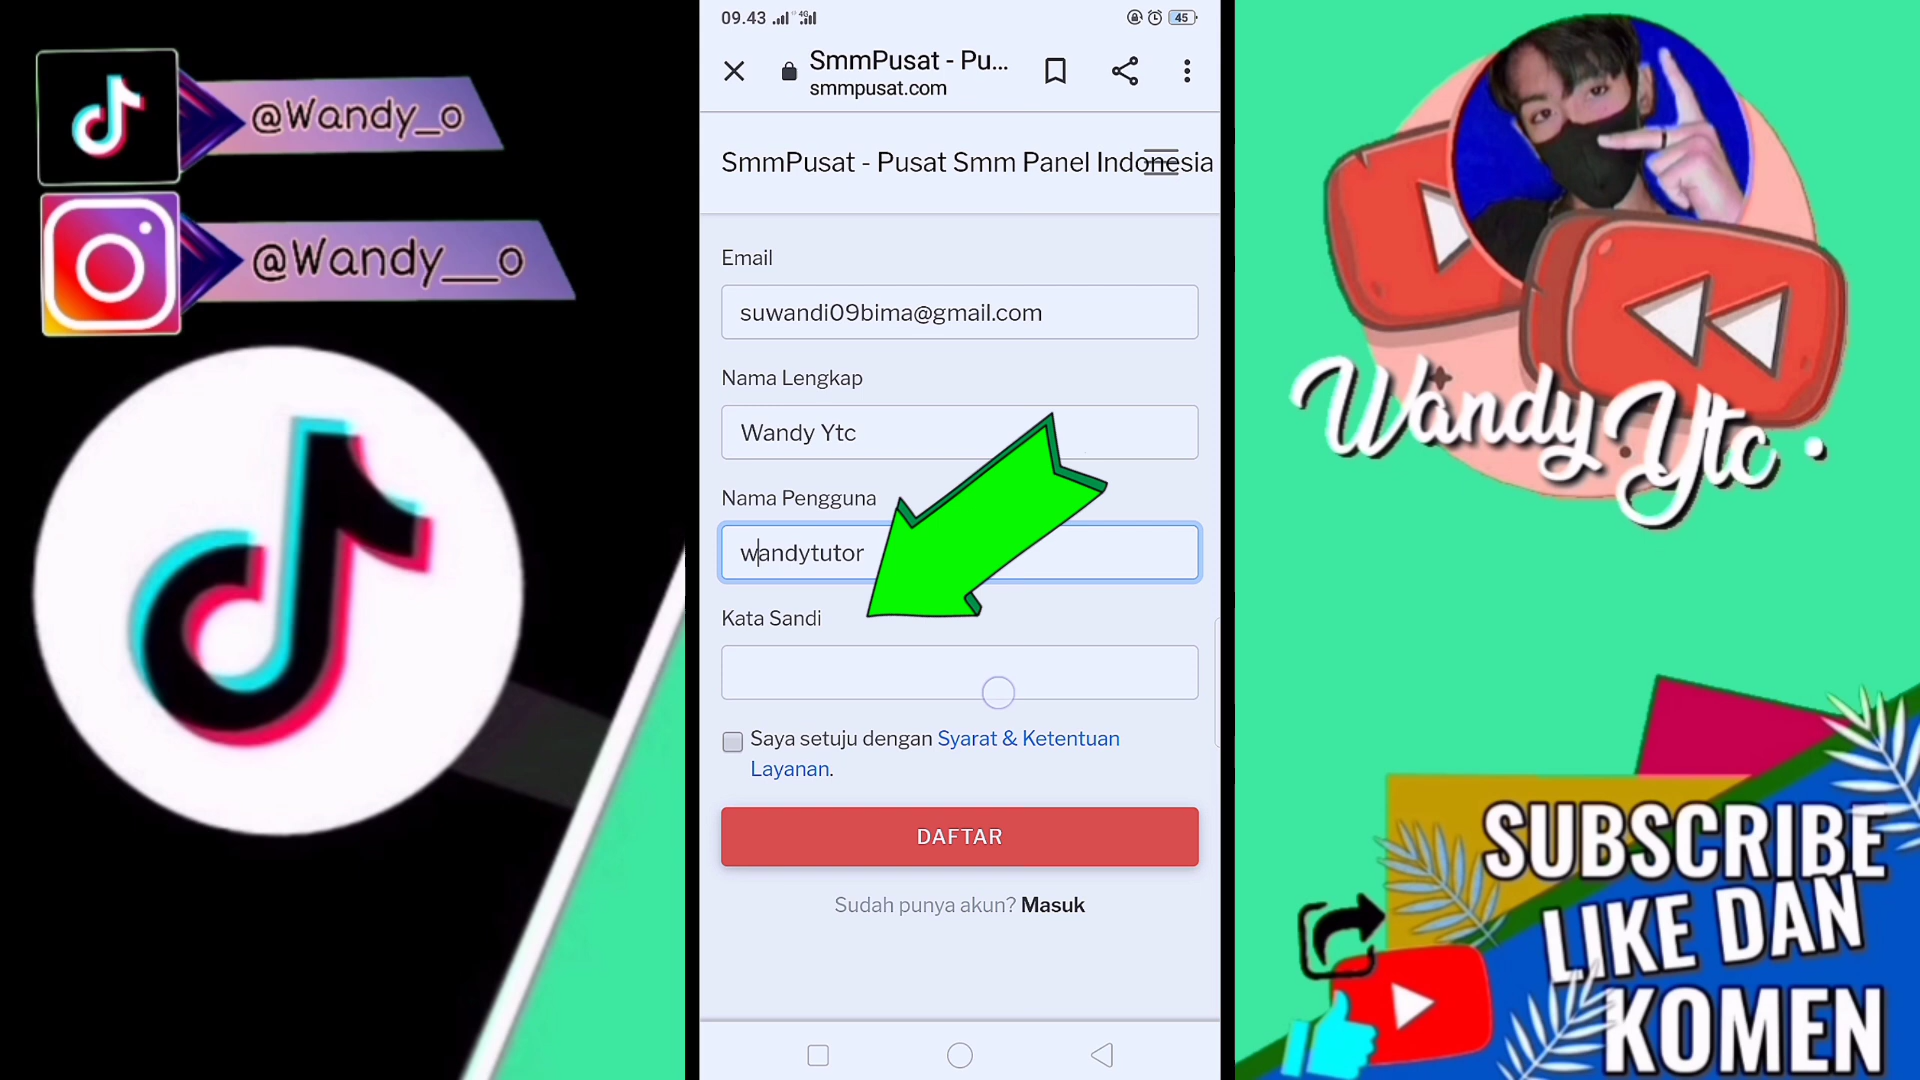 @Wandy_o
@Wandy__o
09.43
4G
45
SmmPusat - Pu...
smmpusat.com
SmmPusat - Pusat Smm Panel Indonesia
Email
suwandi09bima@gmail.com
Nama Lengkap
Wandy Ytc
Nama Pengguna
wandytutor
Kata Sandi
Saya setuju dengan Syarat & Ketentuan
Layanan.
DAFTAR
Sudah punya akun? Masuk
Wandy Ytc
SUBSCRIBE
LIKE DAN
KOMEN